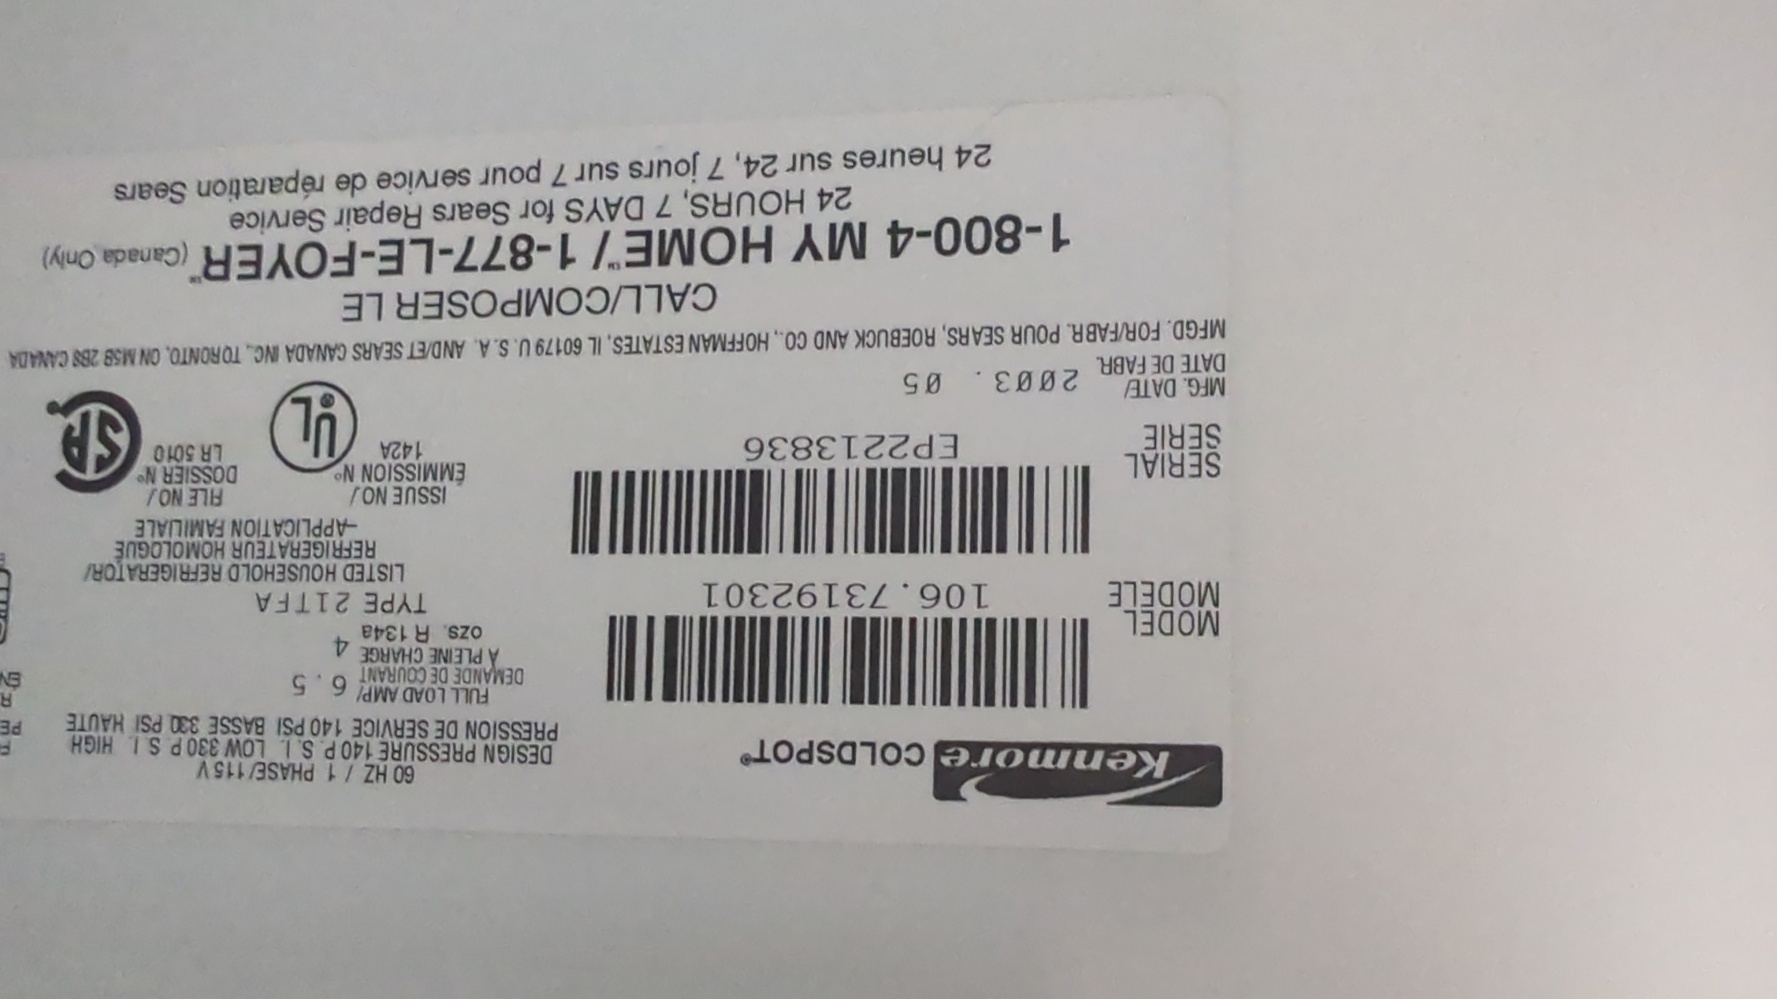 Kenmore COLDSPOT®
60 HZ / 1 PHASE/115 V
DESIGN PRESSURE 140 P. S. I. LOW 330 P. S. I. HIGH
PRESSION DE SERVICE 140 PSI BASSE 330 PSI HAUTE
FULL LOAD AMP/
DEMANDE DE COURANT 6.5
A PLEINE CHARGE
ozs. R 134a 4
TYPE 21TFA
MODEL
MODELE
106.73192301
LISTED HOUSEHOLD REFRIGERATOR/
REFRIGERATEUR HOMOLOGUE
-APPLICATION FAMILIALE
SERIAL
SERIE
EP2213836
ISSUE NO./
ÉMMISSION Nº
142A
UL®
FILE NO./
DOSSIER Nº
LR 5010
MFG. DATE/
DATE DE FABR. 2003. 05
MFGD. FOR/FABR. POUR SEARS, ROEBUCK AND CO., HOFFMAN ESTATES, IL 60179 U. S. A. AND/ET SEARS CANADA INC., TORONTO, ON M5B 2B8 CANADA
CALL/COMPOSER LE
1-800-4 MY HOME℠/ 1-877-LE-FOYER™ (Canada Only)
24 HOURS, 7 DAYS for Sears Repair Service
24 heures sur 24, 7 jours sur 7 pour service de réparation Sears